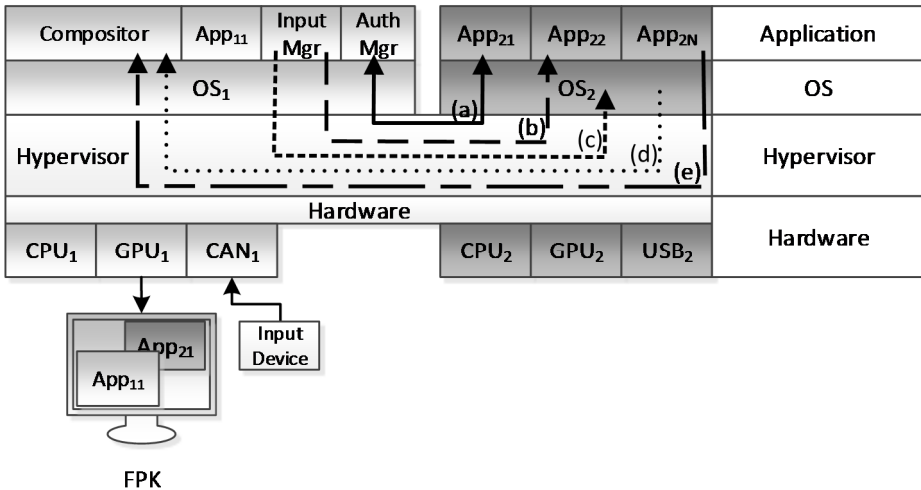 Compositor App11 Input Mgr Auth Mgr App21 App22 App2N Application
OS1 OS2 OS
(a)
(b)
(c)
(d)
(e)
Hypervisor Hypervisor
Hardware
CPU1 GPU1 CAN1 CPU2 GPU2 USB2 Hardware
App21
App11
Input
Device
FPK